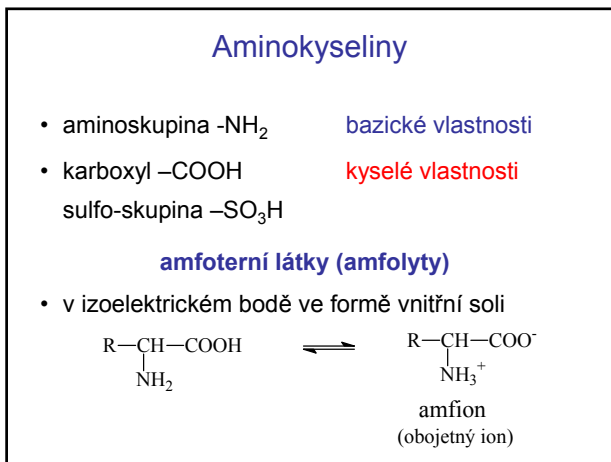 Aminokyseliny
• aminoskupina -NH₂ bazické vlastnosti
• karboxyl –COOH kyselé vlastnosti
sulfo-skupina –SO₃H
amfoterní látky (amfolyty)
• v izoelektrickém bodě ve formě vnitřní soli
R—CH—COOH ⇌ R—CH—COO⁻
NH₂ NH₃⁺
amfion
(obojetný ion)